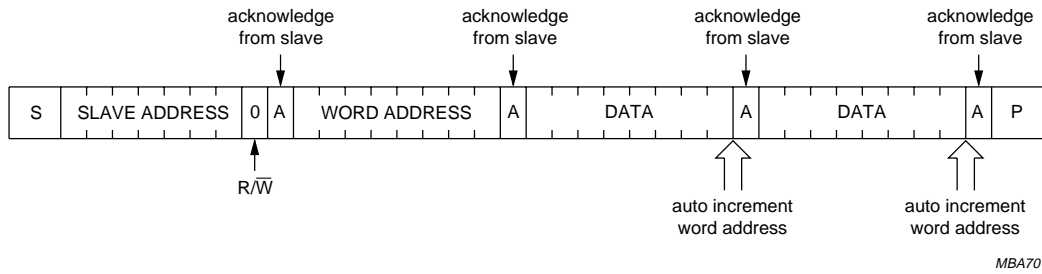 acknowledge from slave
acknowledge from slave
acknowledge from slave
acknowledge from slave
S SLAVE ADDRESS 0 A WORD ADDRESS A DATA A DATA A P
R/W̅
auto increment word address
auto increment word address
MBA70